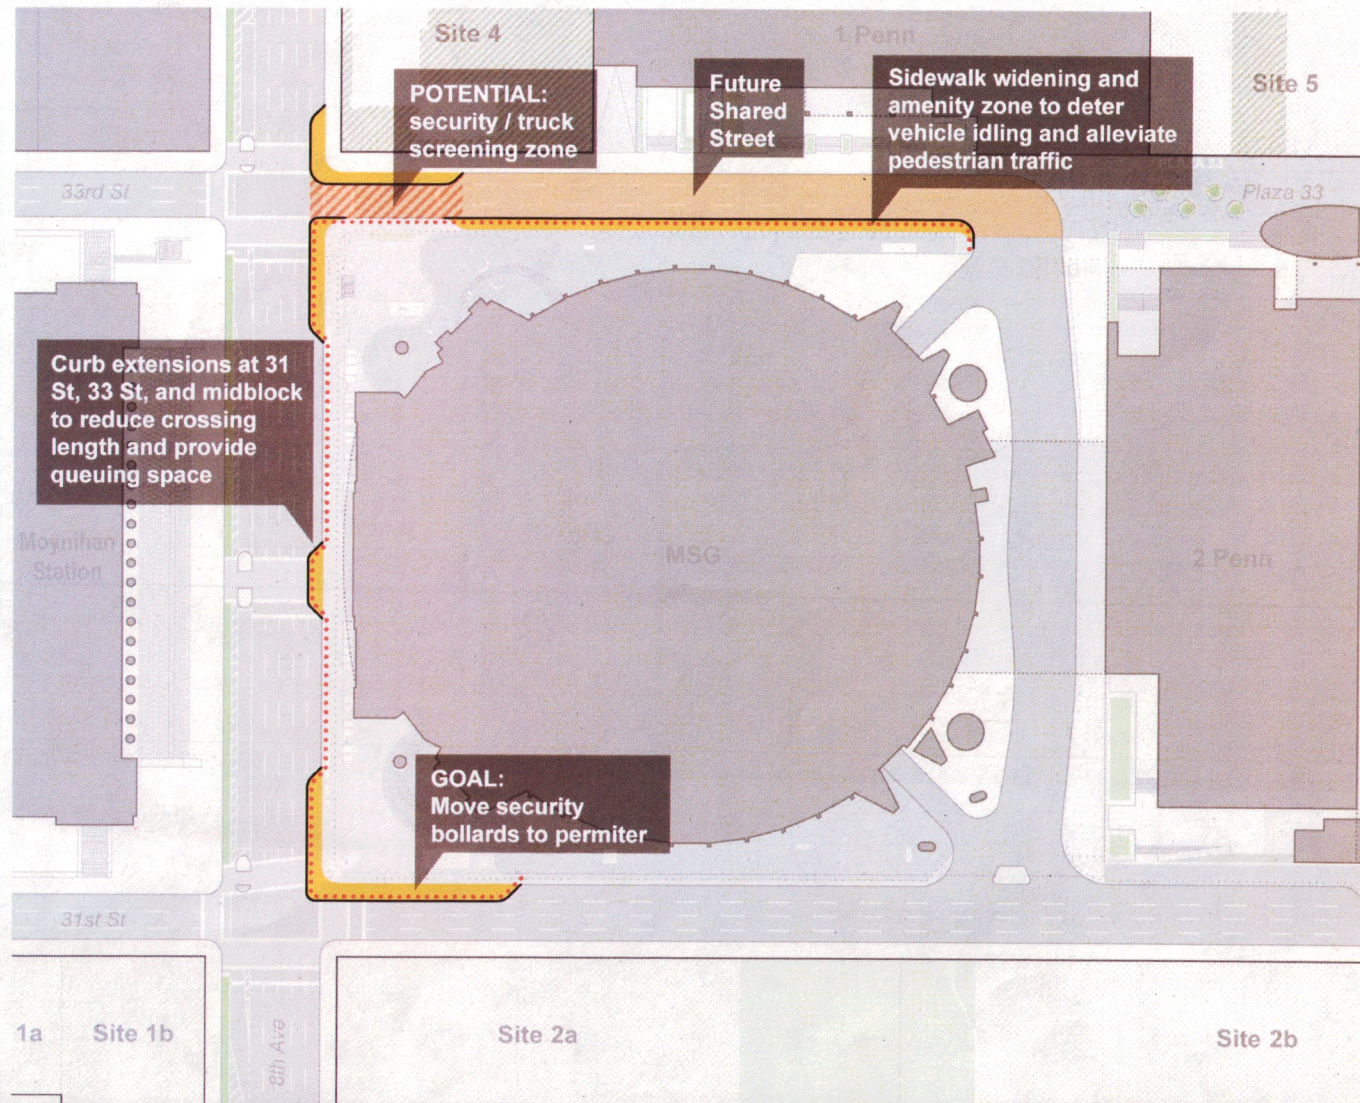 Site 4
1 Penn
Site 5
POTENTIAL:
security / truck
screening zone
Future
Shared
Street
Sidewalk widening and
amenity zone to deter
vehicle idling and alleviate
pedestrian traffic
33rd St
Plaza 33
Curb extensions at 31
St, 33 St, and midblock
to reduce crossing
length and provide
queuing space
Moynihan
Station
MSG
2 Penn
GOAL:
Move security
bollards to permiter
31st St
1a
Site 1b
8th Ave
Site 2a
Site 2b